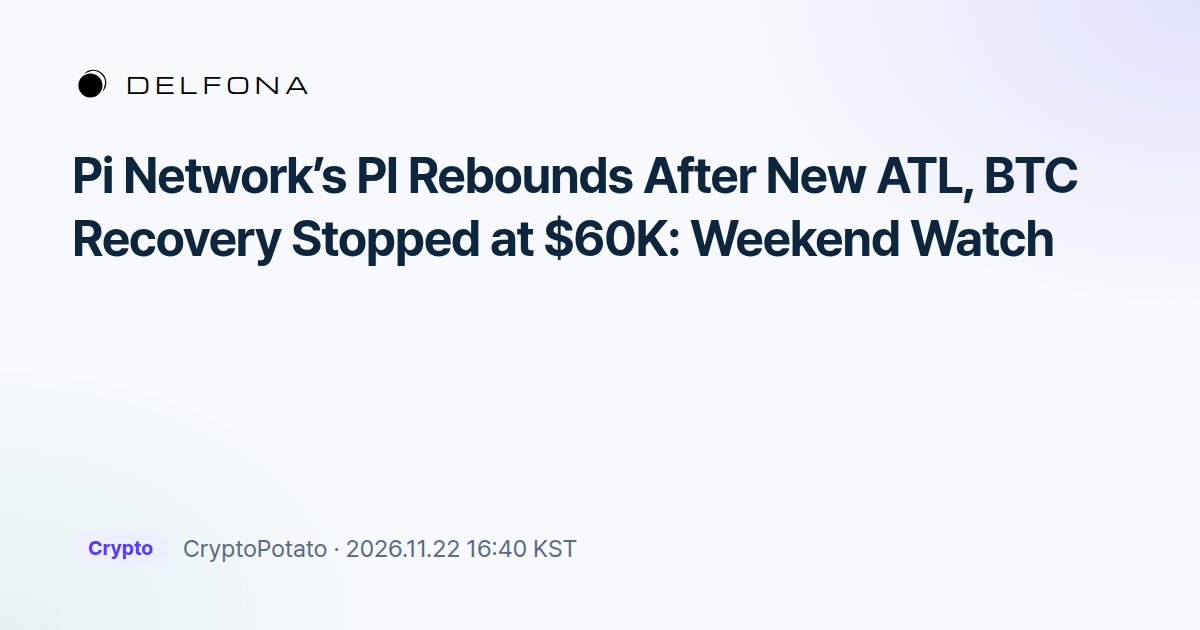 DELFONA
Pi Network’s PI Rebounds After New ATL, BTC
Recovery Stopped at $60K: Weekend Watch
Crypto CryptoPotato · 2026.11.22 16:40 KST